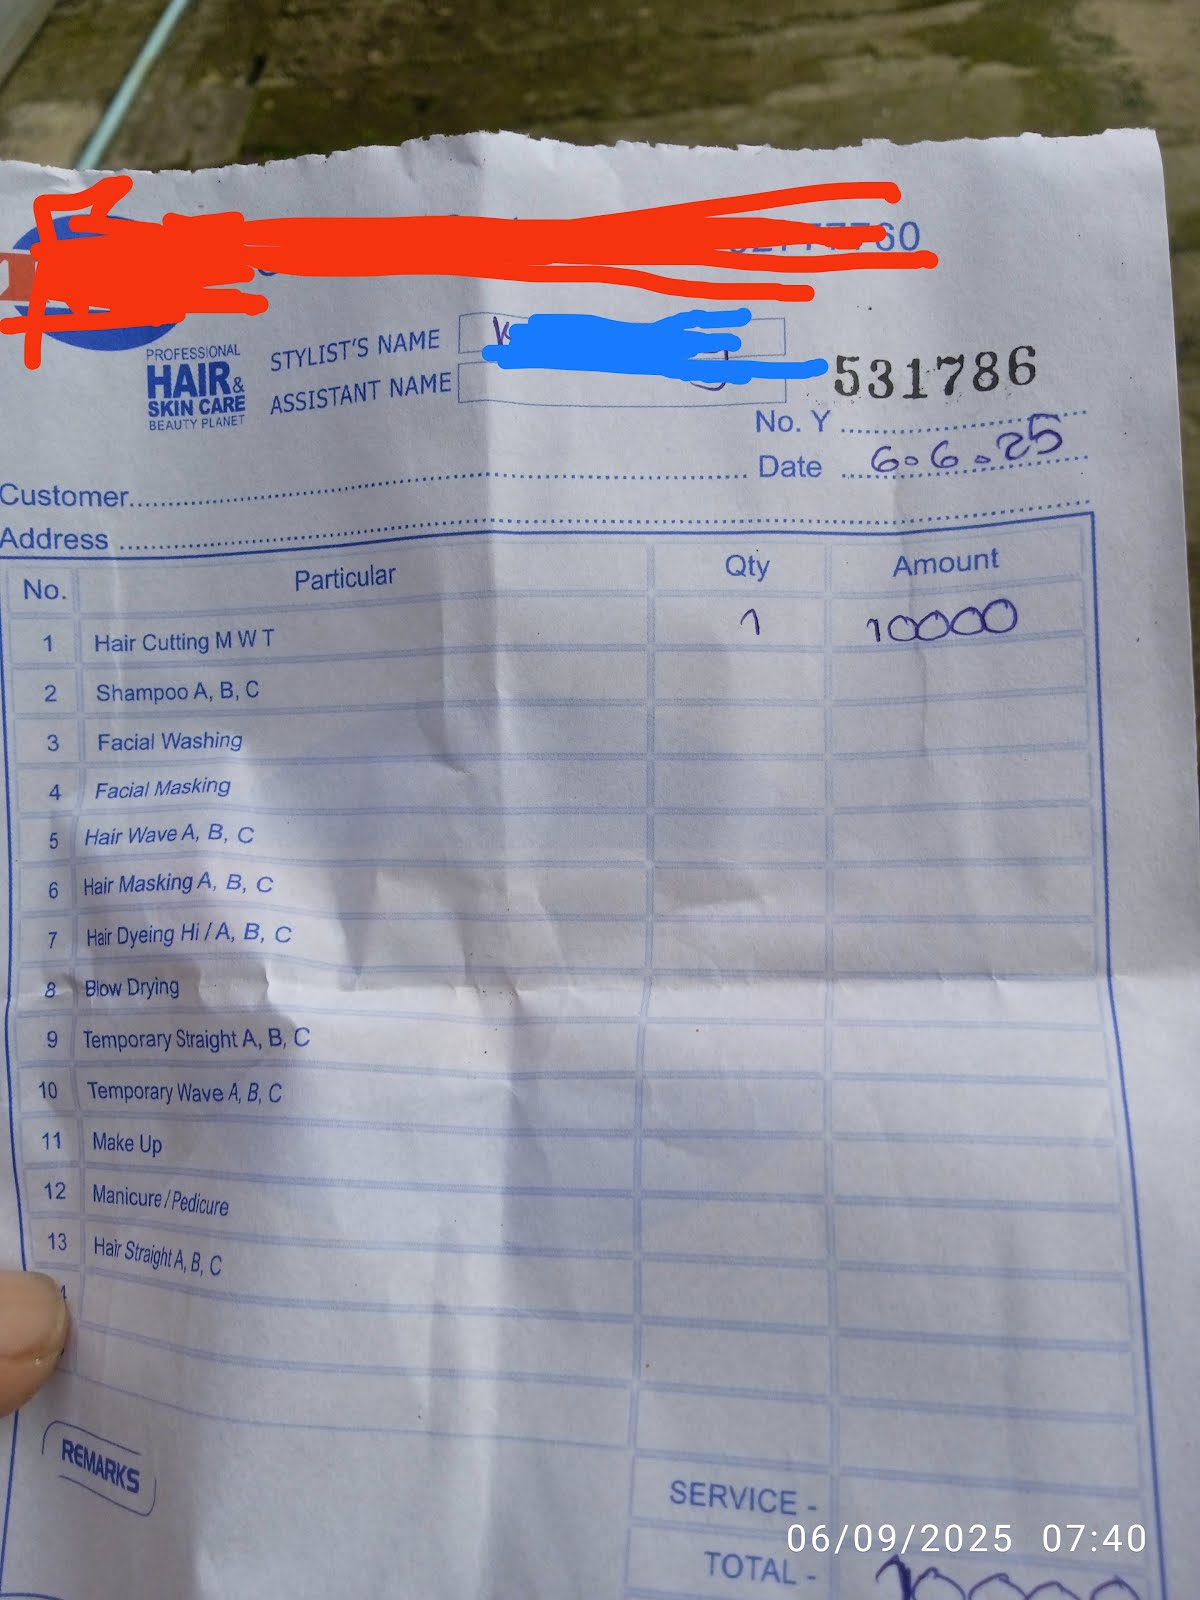 60
PROFESSIONAL
HAIR &
SKIN CARE
BEAUTY PLANET
STYLIST'S NAME
ASSISTANT NAME
531786
No. Y
Date 6.6.25
Customer
Address
No. Particular Qty Amount
1 Hair Cutting M W T 1 10000
2 Shampoo A, B, C
3 Facial Washing
4 Facial Masking
5 Hair Wave A, B, C
6 Hair Masking A, B, C
7 Hair Dyeing Hi / A, B, C
8 Blow Drying
9 Temporary Straight A, B, C
10 Temporary Wave A, B, C
11 Make Up
12 Manicure / Pedicure
13 Hair Straight A, B, C
REMARKS
SERVICE -
TOTAL - 10000
06/09/2025 07:40